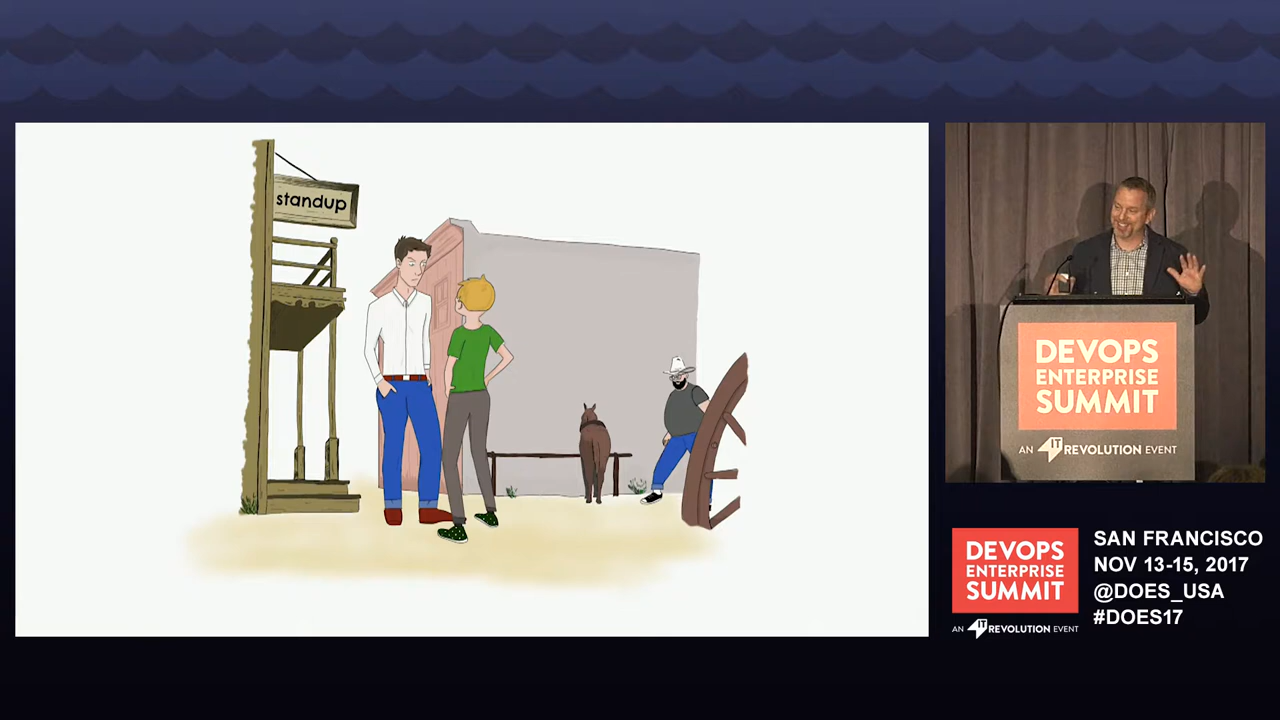 standup
DEVOPS
ENTERPRISE
SUMMIT
AN IT REVOLUTION EVENT
DEVOPS
ENTERPRISE
SUMMIT
AN IT REVOLUTION EVENT
SAN FRANCISCO
NOV 13-15, 2017
@DOES_USA
#DOES17